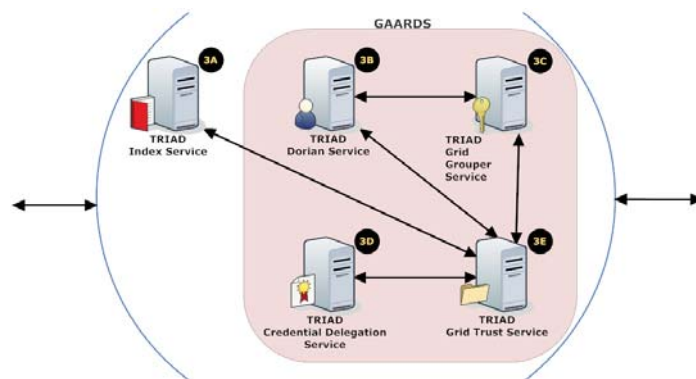 GAARDS
3A
3B
3C
TRIAD
Index Service
TRIAD
Dorian Service
TRIAD
Grid
Grouper
Service
3D
3E
TRIAD
Credential Delegation
Service
TRIAD
Grid Trust Service